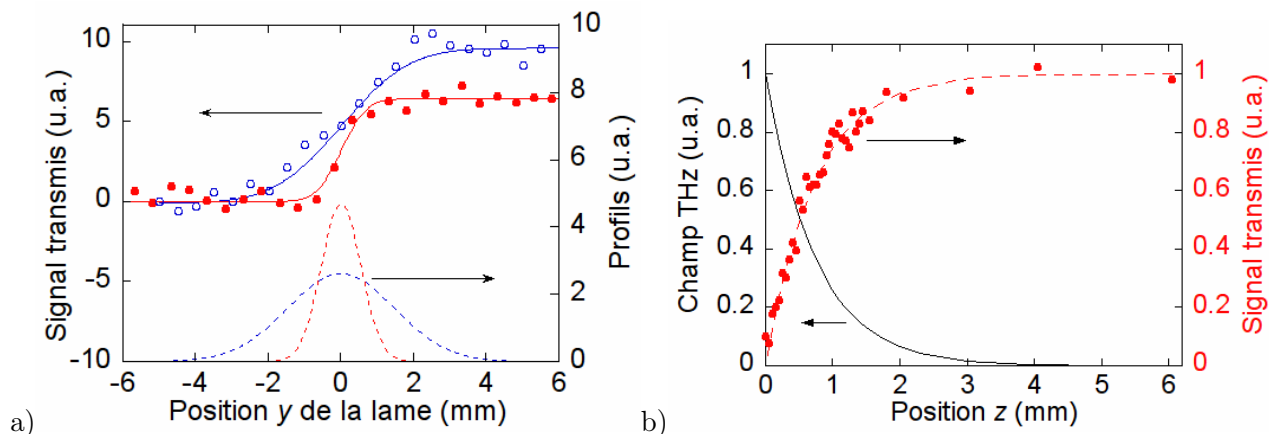 10
5
0
-5
-10
Signal transmis (u.a.)
10
8
6
4
2
0
Profils (u.a.)
-6 -4 -2 0 2 4 6
Position y de la lame (mm)
a)
1
0.8
0.6
0.4
0.2
0
Champ THz (u.a.)
1
0.8
0.6
0.4
0.2
0
Signal transmis (u.a.)
0 1 2 3 4 5 6
Position z (mm)
b)